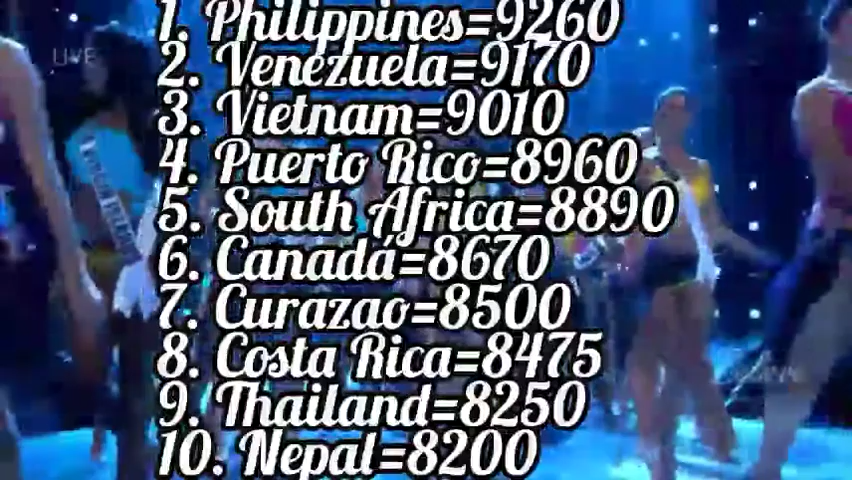 LIVE
1. Philippines=9260
2. Venezuela=9170
3. Vietnam=9010
4. Puerto Rico=8960
5. South Africa=8890
6. Canadá=8670
7. Curazao=8500
8. Costa Rica=8475
9. Thailand=8250
10. Nepal=8200